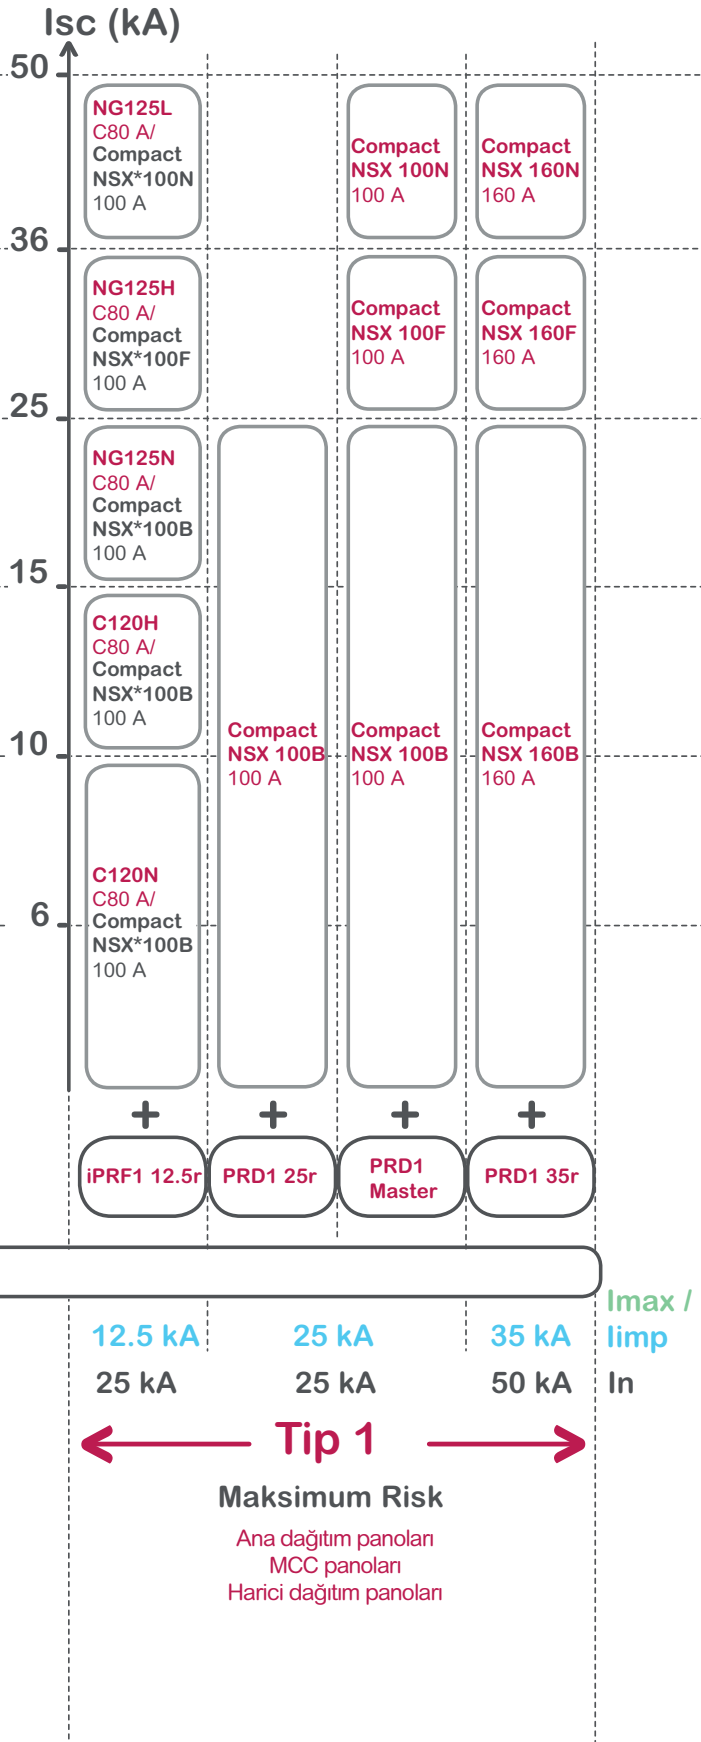 Isc (kA)
50
NG125L
C80 A/
Compact
NSX*100N
100 A
Compact
NSX 100N
100 A
Compact
NSX 160N
160 A
36
NG125H
C80 A/
Compact
NSX*100F
100 A
Compact
NSX 100F
100 A
Compact
NSX 160F
160 A
25
NG125N
C80 A/
Compact
NSX*100B
100 A
15
C120H
C80 A/
Compact
NSX*100B
100 A
10
Compact
NSX 100B
100 A
Compact
NSX 100B
100 A
Compact
NSX 160B
160 A
C120N
C80 A/
Compact
NSX*100B
100 A
6
+ + + +
iPRF1 12.5r
PRD1 25r
PRD1
Master
PRD1 35r
Imax /
12.5 kA 25 kA 35 kA Iimp
25 kA 25 kA 50 kA In
Tip 1
Maksimum Risk
Ana dağıtım panoları
MCC panoları
Harici dağıtım panoları